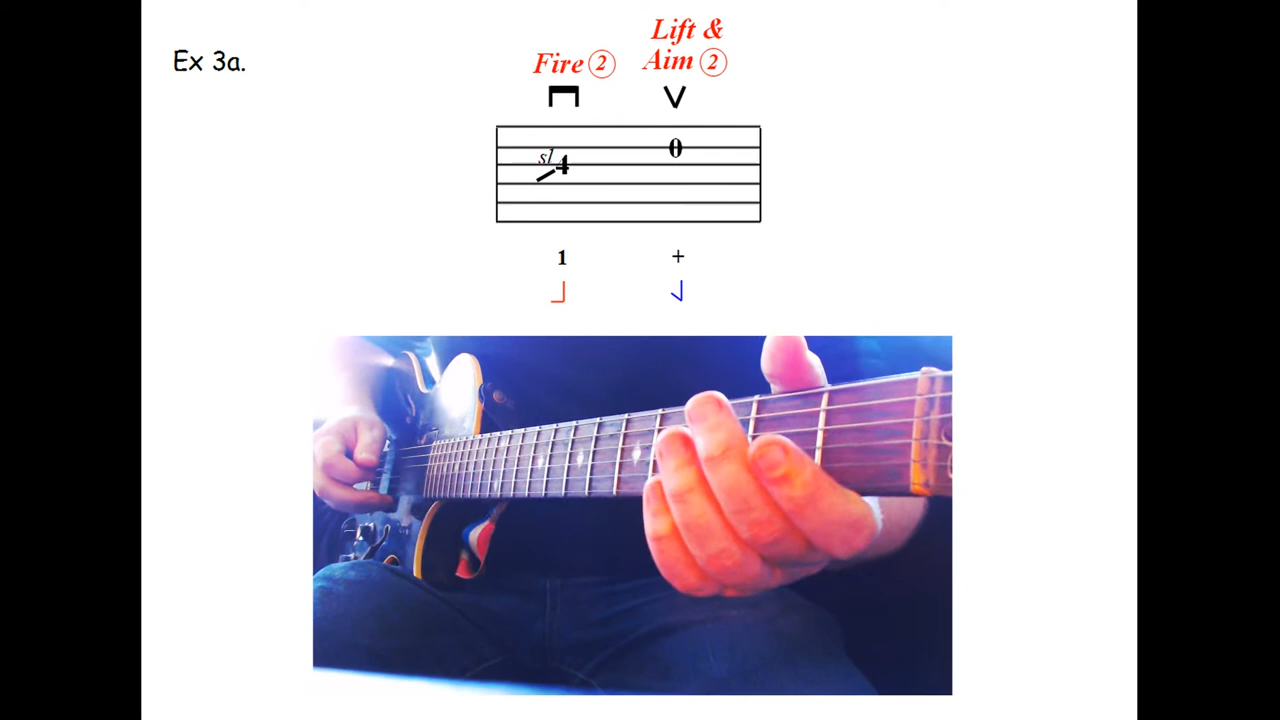 Ex 3a.
Lift &
Fire ② Aim ②
0
sl 4
1 +